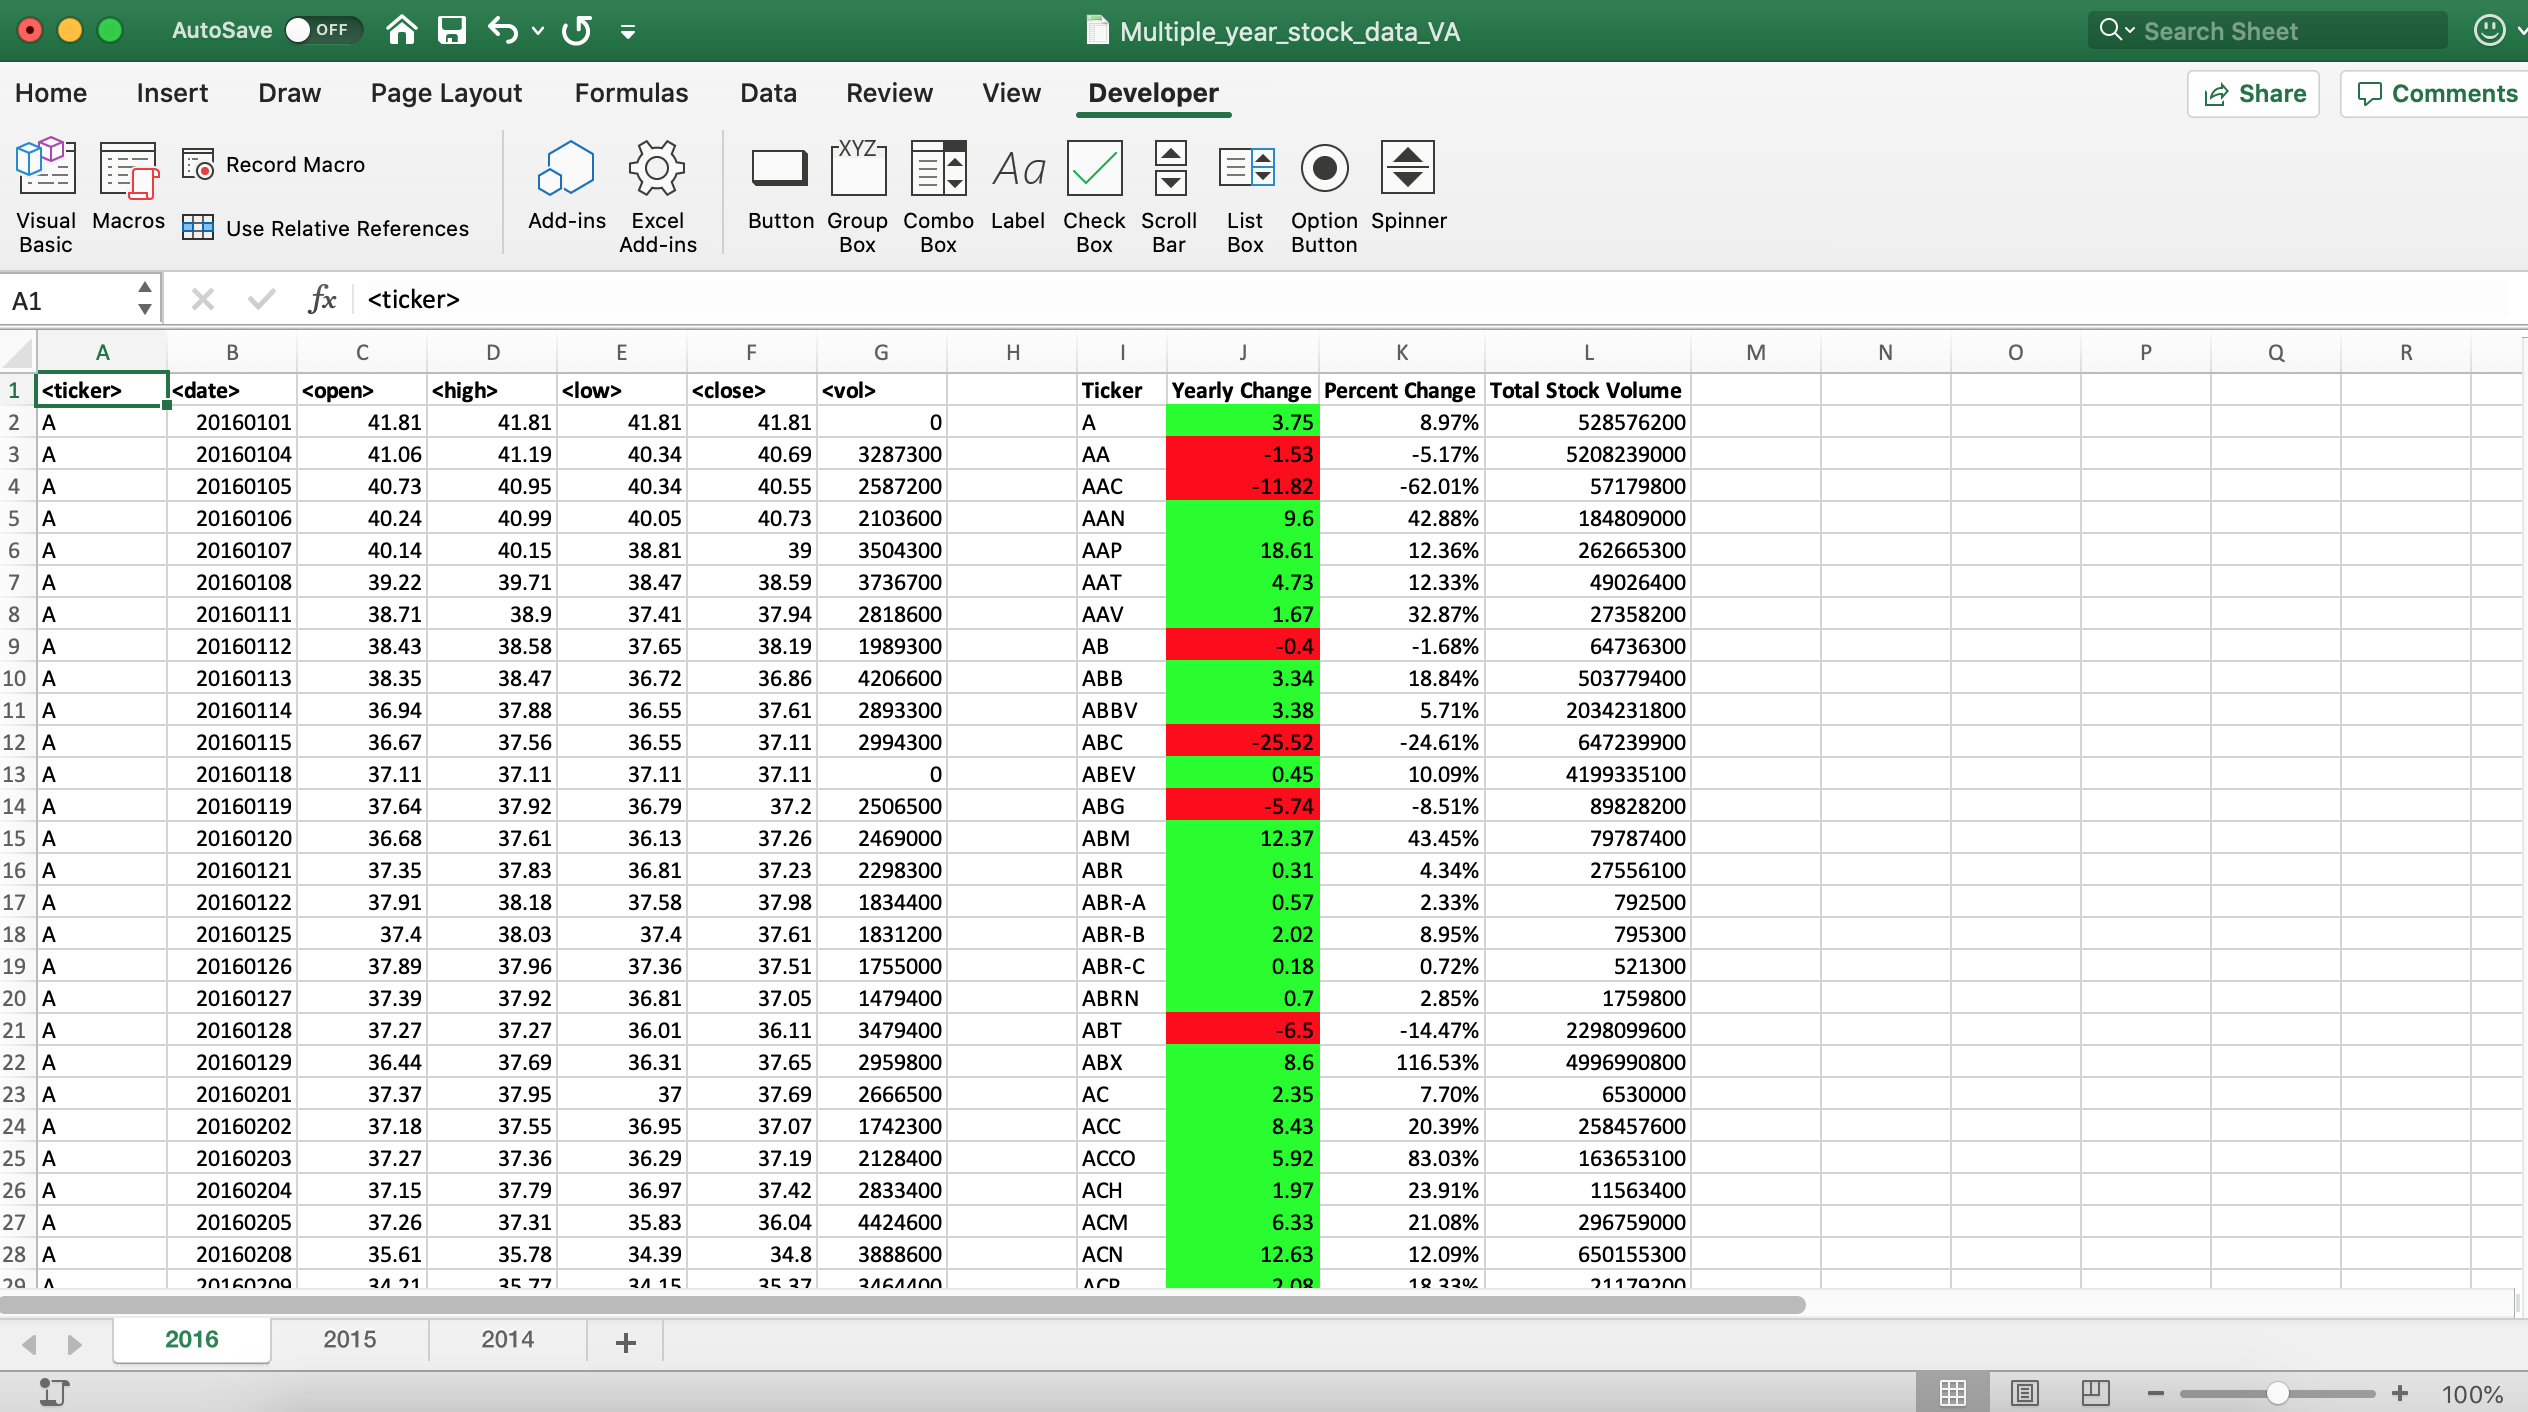 AutoSave OFF Multiple_year_stock_data_VA Search Sheet
Home Insert Draw Page Layout Formulas Data Review View Developer Share Comments
Visual Basic Macros Record Macro Use Relative References Add-ins Excel Add-ins Button XYZ Group Box Combo Box Aa Label Check Box Scroll Bar List Box Option Button Spinner
A1 fx <ticker>
A B C D E F G H I J K L M N O P Q R
1 <ticker> <date> <open> <high> <low> <close> <vol> Ticker Yearly Change Percent Change Total Stock Volume
2 A 20160101 41.81 41.81 41.81 41.81 0 A 3.75 8.97% 528576200
3 A 20160104 41.06 41.19 40.34 40.69 3287300 AA -1.53 -5.17% 5208239000
4 A 20160105 40.73 40.95 40.34 40.55 2587200 AAC -11.82 -62.01% 57179800
5 A 20160106 40.24 40.99 40.05 40.73 2103600 AAN 9.6 42.88% 184809000
6 A 20160107 40.14 40.15 38.81 39 3504300 AAP 18.61 12.36% 262665300
7 A 20160108 39.22 39.71 38.47 38.59 3736700 AAT 4.73 12.33% 49026400
8 A 20160111 38.71 38.9 37.41 37.94 2818600 AAV 1.67 32.87% 27358200
9 A 20160112 38.43 38.58 37.65 38.19 1989300 AB -0.4 -1.68% 64736300
10 A 20160113 38.35 38.47 36.72 36.86 4206600 ABB 3.34 18.84% 503779400
11 A 20160114 36.94 37.88 36.55 37.61 2893300 ABBV 3.38 5.71% 2034231800
12 A 20160115 36.67 37.56 36.55 37.11 2994300 ABC -25.52 -24.61% 647239900
13 A 20160118 37.11 37.11 37.11 37.11 0 ABEV 0.45 10.09% 4199335100
14 A 20160119 37.64 37.92 36.79 37.2 2506500 ABG -5.74 -8.51% 89828200
15 A 20160120 36.68 37.61 36.13 37.26 2469000 ABM 12.37 43.45% 79787400
16 A 20160121 37.35 37.83 36.81 37.23 2298300 ABR 0.31 4.34% 27556100
17 A 20160122 37.91 38.18 37.58 37.98 1834400 ABR-A 0.57 2.33% 792500
18 A 20160125 37.4 38.03 37.4 37.61 1831200 ABR-B 2.02 8.95% 795300
19 A 20160126 37.89 37.96 37.36 37.51 1755000 ABR-C 0.18 0.72% 521300
20 A 20160127 37.39 37.92 36.81 37.05 1479400 ABRN 0.7 2.85% 1759800
21 A 20160128 37.27 37.27 36.01 36.11 3479400 ABT -6.5 -14.47% 2298099600
22 A 20160129 36.44 37.69 36.31 37.65 2959800 ABX 8.6 116.53% 4996990800
23 A 20160201 37.37 37.95 37 37.69 2666500 AC 2.35 7.70% 6530000
24 A 20160202 37.18 37.55 36.95 37.07 1742300 ACC 8.43 20.39% 258457600
25 A 20160203 37.27 37.36 36.29 37.19 2128400 ACCO 5.92 83.03% 163653100
26 A 20160204 37.15 37.79 36.97 37.42 2833400 ACH 1.97 23.91% 11563400
27 A 20160205 37.26 37.31 35.83 36.04 4424600 ACM 6.33 21.08% 296759000
28 A 20160208 35.61 35.78 34.39 34.8 3888600 ACN 12.63 12.09% 650155300
29 A 20160209 34.21 35.77 34.15 35.37 3464400 2.08 18.33% 21179200
2016 2015 2014
100%